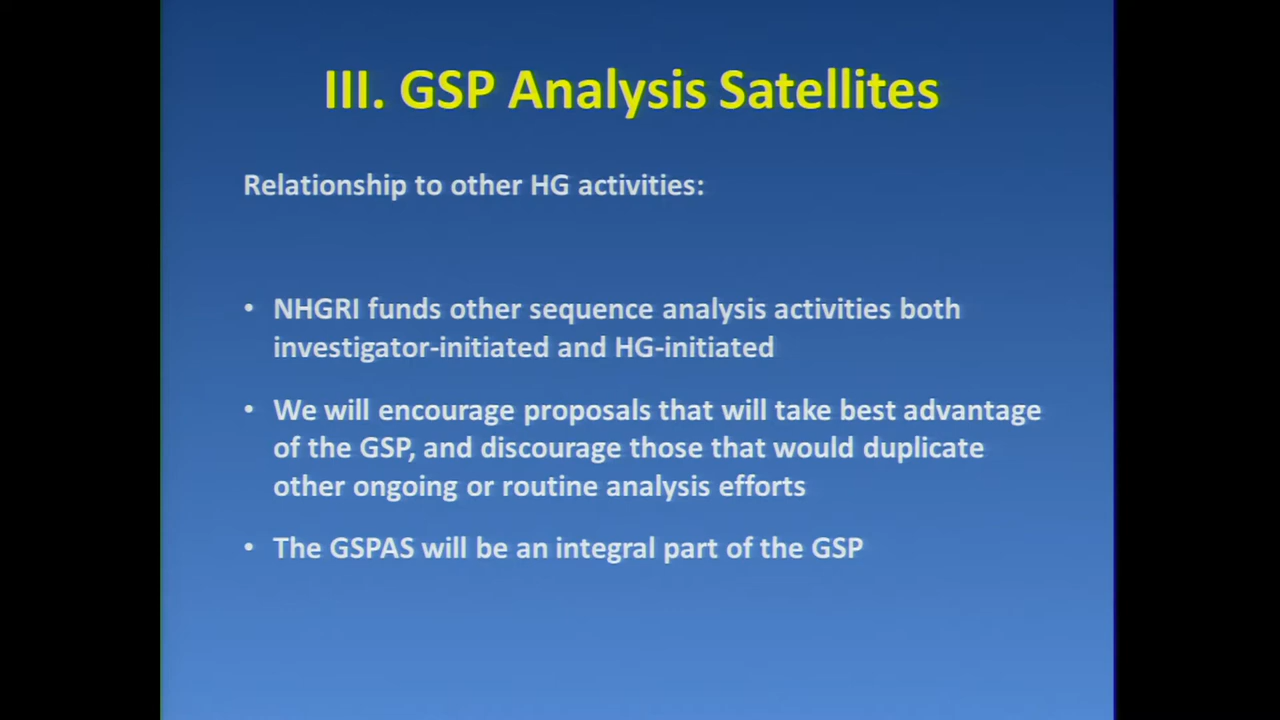 III. GSP Analysis Satellites
Relationship to other HG activities:
• NHGRI funds other sequence analysis activities both
investigator-initiated and HG-initiated
• We will encourage proposals that will take best advantage
of the GSP, and discourage those that would duplicate
other ongoing or routine analysis efforts
• The GSPAS will be an integral part of the GSP